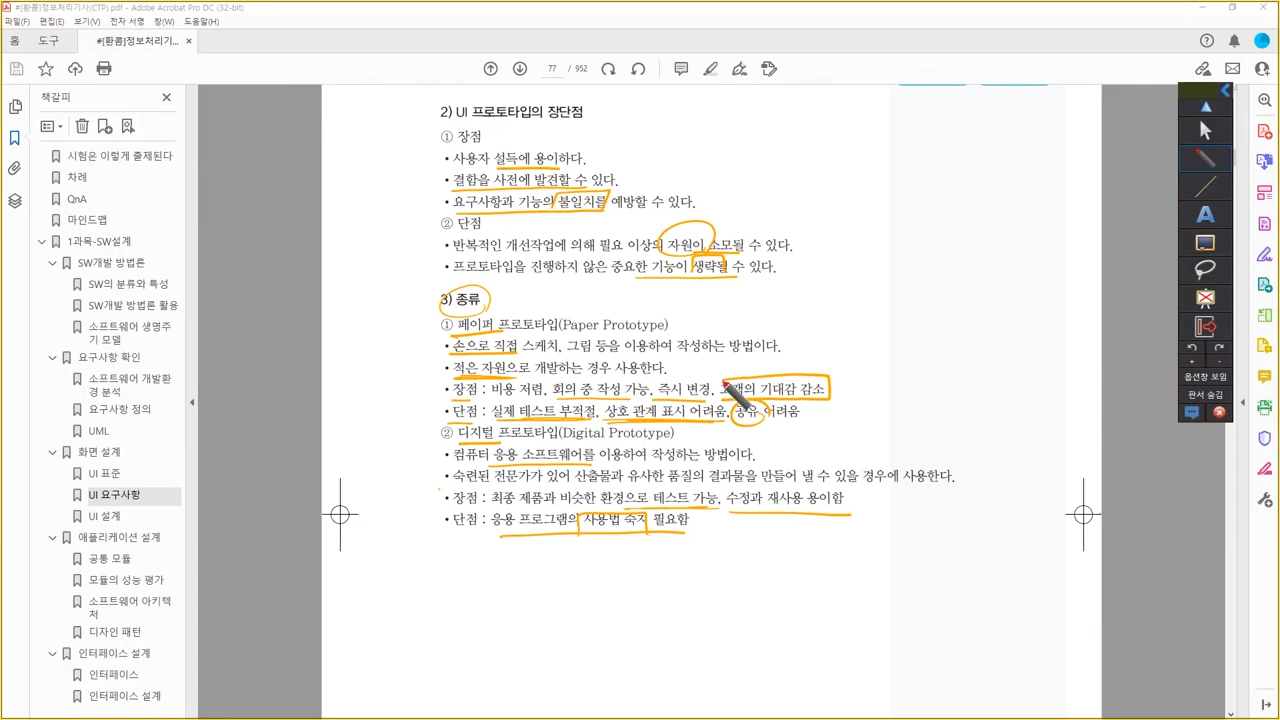 #[환콤]정보처리기사(CTP).pdf - Adobe Acrobat Pro (32-bit)
파일(F) 편집(E) 보기(V) 전자 서명 창(W) 도움말(H)
홈 도구 #[환콤]정보처리기... ×
77 / 952
책갈피
시험은 이렇게 출제된다
차례
QnA
마인드맵
1과목-SW설계
SW개발 방법론
SW의 분류와 특성
SW개발 방법론 활용
소프트웨어 생명주
기 모델
요구사항 확인
소프트웨어 개발환
경 분석
요구사항 정의
UML
화면 설계
UI 표준
UI 요구사항
UI 설계
애플리케이션 설계
공통 모듈
모듈의 성능 평가
소프트웨어 아키텍
처
디자인 패턴
인터페이스 설계
인터페이스
인터페이스 설계
2) UI 프로토타입의 장단점
① 장점
• 사용자 설득에 용이하다.
• 결함을 사전에 발견할 수 있다.
• 요구사항과 기능의 불일치를 예방할 수 있다.
② 단점
• 반복적인 개선작업에 의해 필요 이상의 자원이 소모될 수 있다.
• 프로토타입을 진행하지 않은 중요한 기능이 생략될 수 있다.
3) 종류
① 페이퍼 프로토타입(Paper Prototype)
• 손으로 직접 스케치, 그림 등을 이용하여 작성하는 방법이다.
• 적은 자원으로 개발하는 경우 사용한다.
• 장점 : 비용 저렴, 회의 중 작성 가능, 즉시 변경, 고객의 기대감 감소
• 단점 : 실제 테스트 부적절, 상호 관계 표시 어려움, 공유 어려움
② 디지털 프로토타입(Digital Prototype)
• 컴퓨터 응용 소프트웨어를 이용하여 작성하는 방법이다.
• 숙련된 전문가가 있어 산출물과 유사한 품질의 결과물을 만들어 낼 수 있을 경우에 사용한다.
• 장점 : 최종 제품과 비슷한 환경으로 테스트 가능, 수정과 재사용 용이함
• 단점 : 응용 프로그램의 사용법 숙지 필요함
A
옵션창 보임
판서 숨김